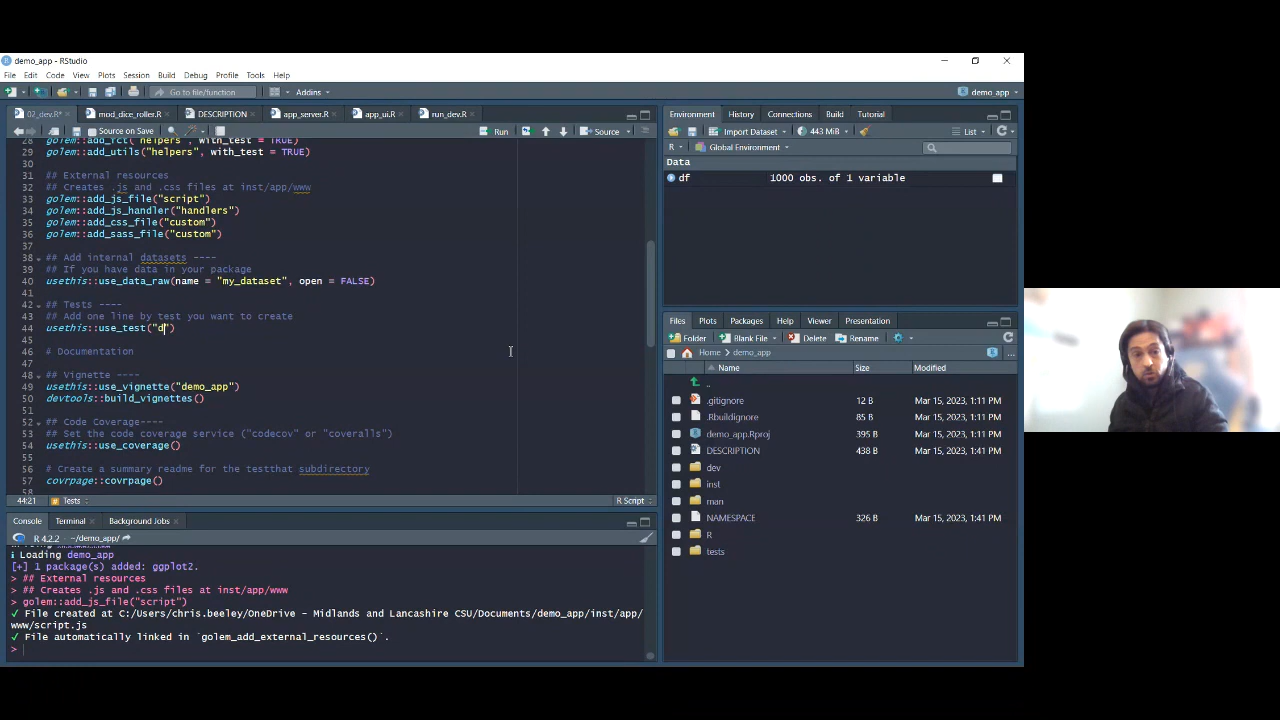 demo_app - RStudio
File Edit Code View Plots Session Build Debug Profile Tools Help
Go to file/function Addins demo_app
02_dev.R* mod_dice_roller.R DESCRIPTION app_server.R app_ui.R run_dev.R
Source on Save Run Source
28 golem::add_fct("helpers", with_test = TRUE)
29 golem::add_utils("helpers", with_test = TRUE)
30
31 ## External resources
32 ## Creates .js and .css files at inst/app/www
33 golem::add_js_file("script")
34 golem::add_js_handler("handlers")
35 golem::add_css_file("custom")
36 golem::add_sass_file("custom")
37
38 ## Add internal datasets ----
39 ## If you have data in your package
40 usethis::use_data_raw(name = "my_dataset", open = FALSE)
41
42 ## Tests ----
43 ## Add one line by test you want to create
44 usethis::use_test("d")
45
46 # Documentation
47
48 ## Vignette ----
49 usethis::use_vignette("demo_app")
50 devtools::build_vignettes()
51
52 ## Code Coverage----
53 ## Set the code coverage service ("codecov" or "coveralls")
54 usethis::use_coverage()
55
56 # Create a summary readme for the testthat subdirectory
57 covrpage::covrpage()
58
44:21 Tests R Script
Console Terminal Background Jobs
R 4.2.2 · ~/demo_app/
i Loading demo_app
[+] 1 package(s) added: ggplot2.
> ## External resources
> ## Creates .js and .css files at inst/app/www
> golem::add_js_file("script")
✓ File created at C:/Users/chris.beeley/OneDrive - Midlands and Lancashire CSU/Documents/demo_app/inst/app/
www/script.js
✓ File automatically linked in `golem_add_external_resources()`.
>
Environment History Connections Build Tutorial
Import Dataset 443 MiB List
R Global Environment
Data
df 1000 obs. of 1 variable
Files Plots Packages Help Viewer Presentation
Folder Blank File Delete Rename
Home demo_app
Name Size Modified
..
.gitignore 12 B Mar 15, 2023, 1:11 PM
.Rbuildignore 85 B Mar 15, 2023, 1:11 PM
demo_app.Rproj 395 B Mar 15, 2023, 1:11 PM
DESCRIPTION 438 B Mar 15, 2023, 1:41 PM
dev
inst
man
NAMESPACE 326 B Mar 15, 2023, 1:41 PM
R
tests